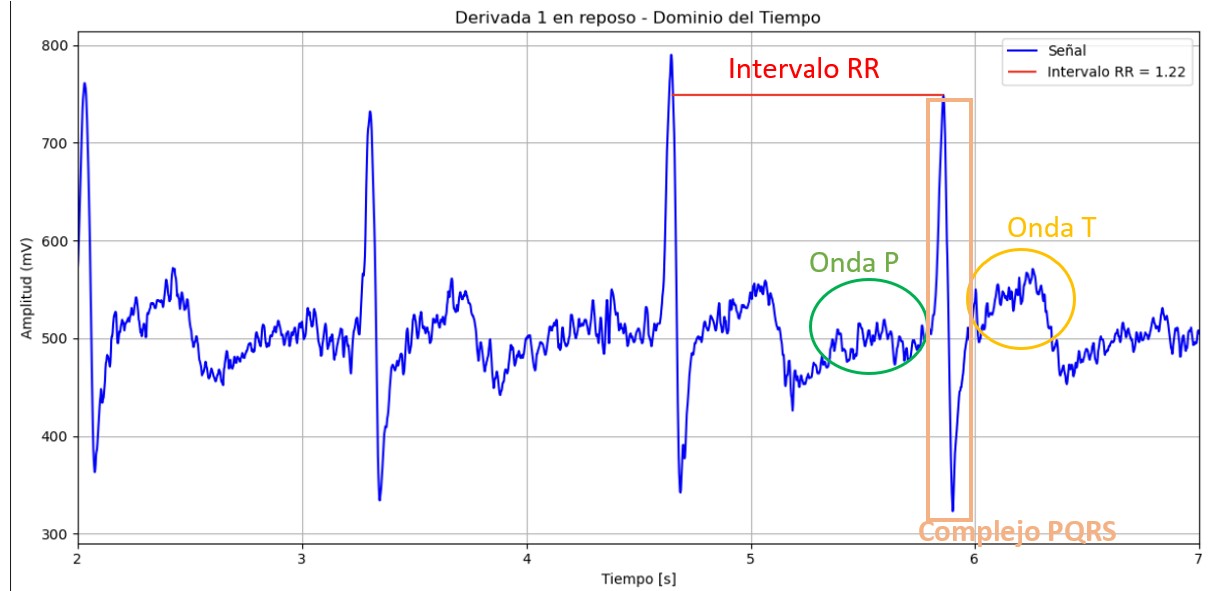 Derivada 1 en reposo - Dominio del Tiempo
Señal
Intervalo RR = 1.22
Intervalo RR
Onda T
Onda P
Complejo PQRS
Amplitud (mV)
800
700
600
500
400
300
2 3 4 5 6 7
Tiempo [s]